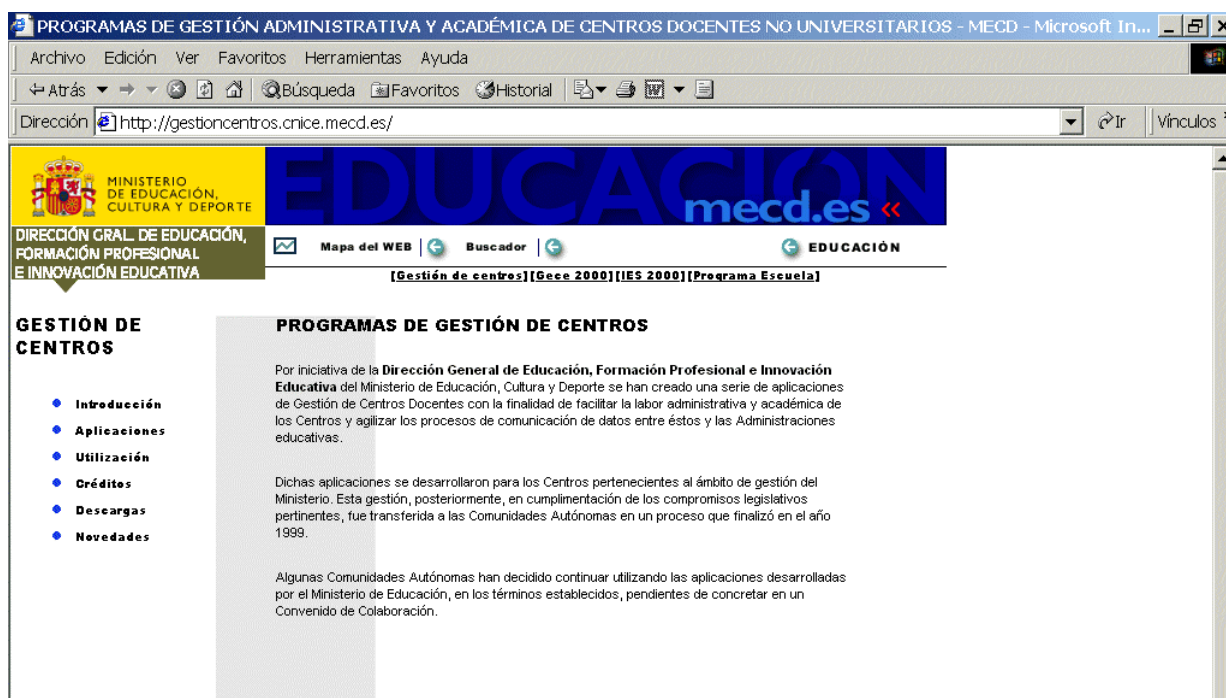 PROGRAMAS DE GESTIÓN ADMINISTRATIVA Y ACADÉMICA DE CENTROS DOCENTES NO UNIVERSITARIOS - MECD - Microsoft In...
Archivo Edición Ver Favoritos Herramientas Ayuda
Atrás Búsqueda Favoritos Historial
Dirección http://gestioncentros.cnice.mecd.es/ Ir Vínculos
MINISTERIO
DE EDUCACIÓN,
CULTURA Y DEPORTE
EDUCACIÓN
mecd.es «
DIRECCIÓN GRAL. DE EDUCACIÓN,
FORMACIÓN PROFESIONAL
E INNOVACIÓN EDUCATIVA
Mapa del WEB Buscador EDUCACIÓN
[Gestión de centros][Gece 2000][IES 2000][Programa Escuela]
GESTIÓN DE
CENTROS
Introducción
Aplicaciones
Utilización
Créditos
Descargas
Novedades
PROGRAMAS DE GESTIÓN DE CENTROS
Por iniciativa de la Dirección General de Educación, Formación Profesional e Innovación
Educativa del Ministerio de Educación, Cultura y Deporte se han creado una serie de aplicaciones
de Gestión de Centros Docentes con la finalidad de facilitar la labor administrativa y académica de
los Centros y agilizar los procesos de comunicación de datos entre éstos y las Administraciones
educativas.
Dichas aplicaciones se desarrollaron para los Centros pertenecientes al ámbito de gestión del
Ministerio. Esta gestión, posteriormente, en cumplimentación de los compromisos legislativos
pertinentes, fue transferida a las Comunidades Autónomas en un proceso que finalizó en el año
1999.
Algunas Comunidades Autónomas han decidido continuar utilizando las aplicaciones desarrolladas
por el Ministerio de Educación, en los términos establecidos, pendientes de concretar en un
Convenido de Colaboración.